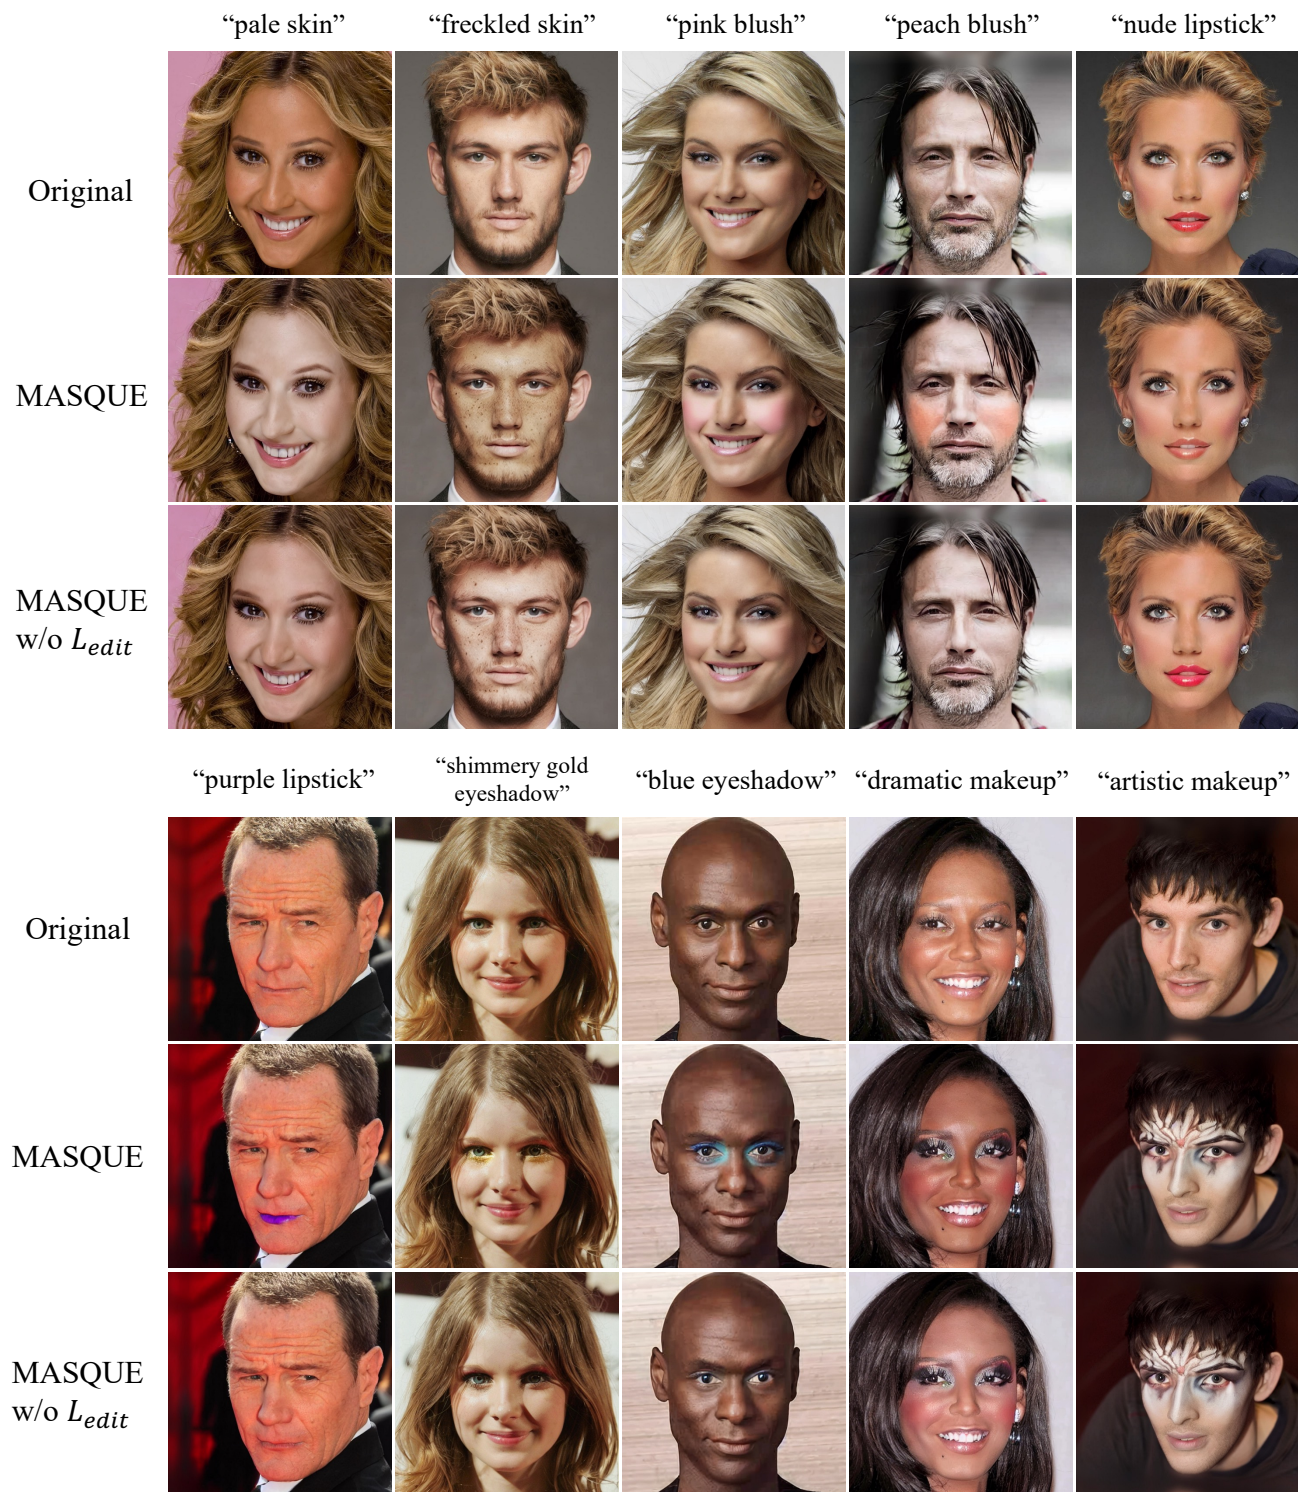 “pale skin” “freckled skin” “pink blush” “peach blush” “nude lipstick”
Original
MASQUE
MASQUE
w/o L_edit
“purple lipstick” “shimmery gold “blue eyeshadow” “dramatic makeup” “artistic makeup”
eyeshadow”
Original
MASQUE
MASQUE
w/o L_edit